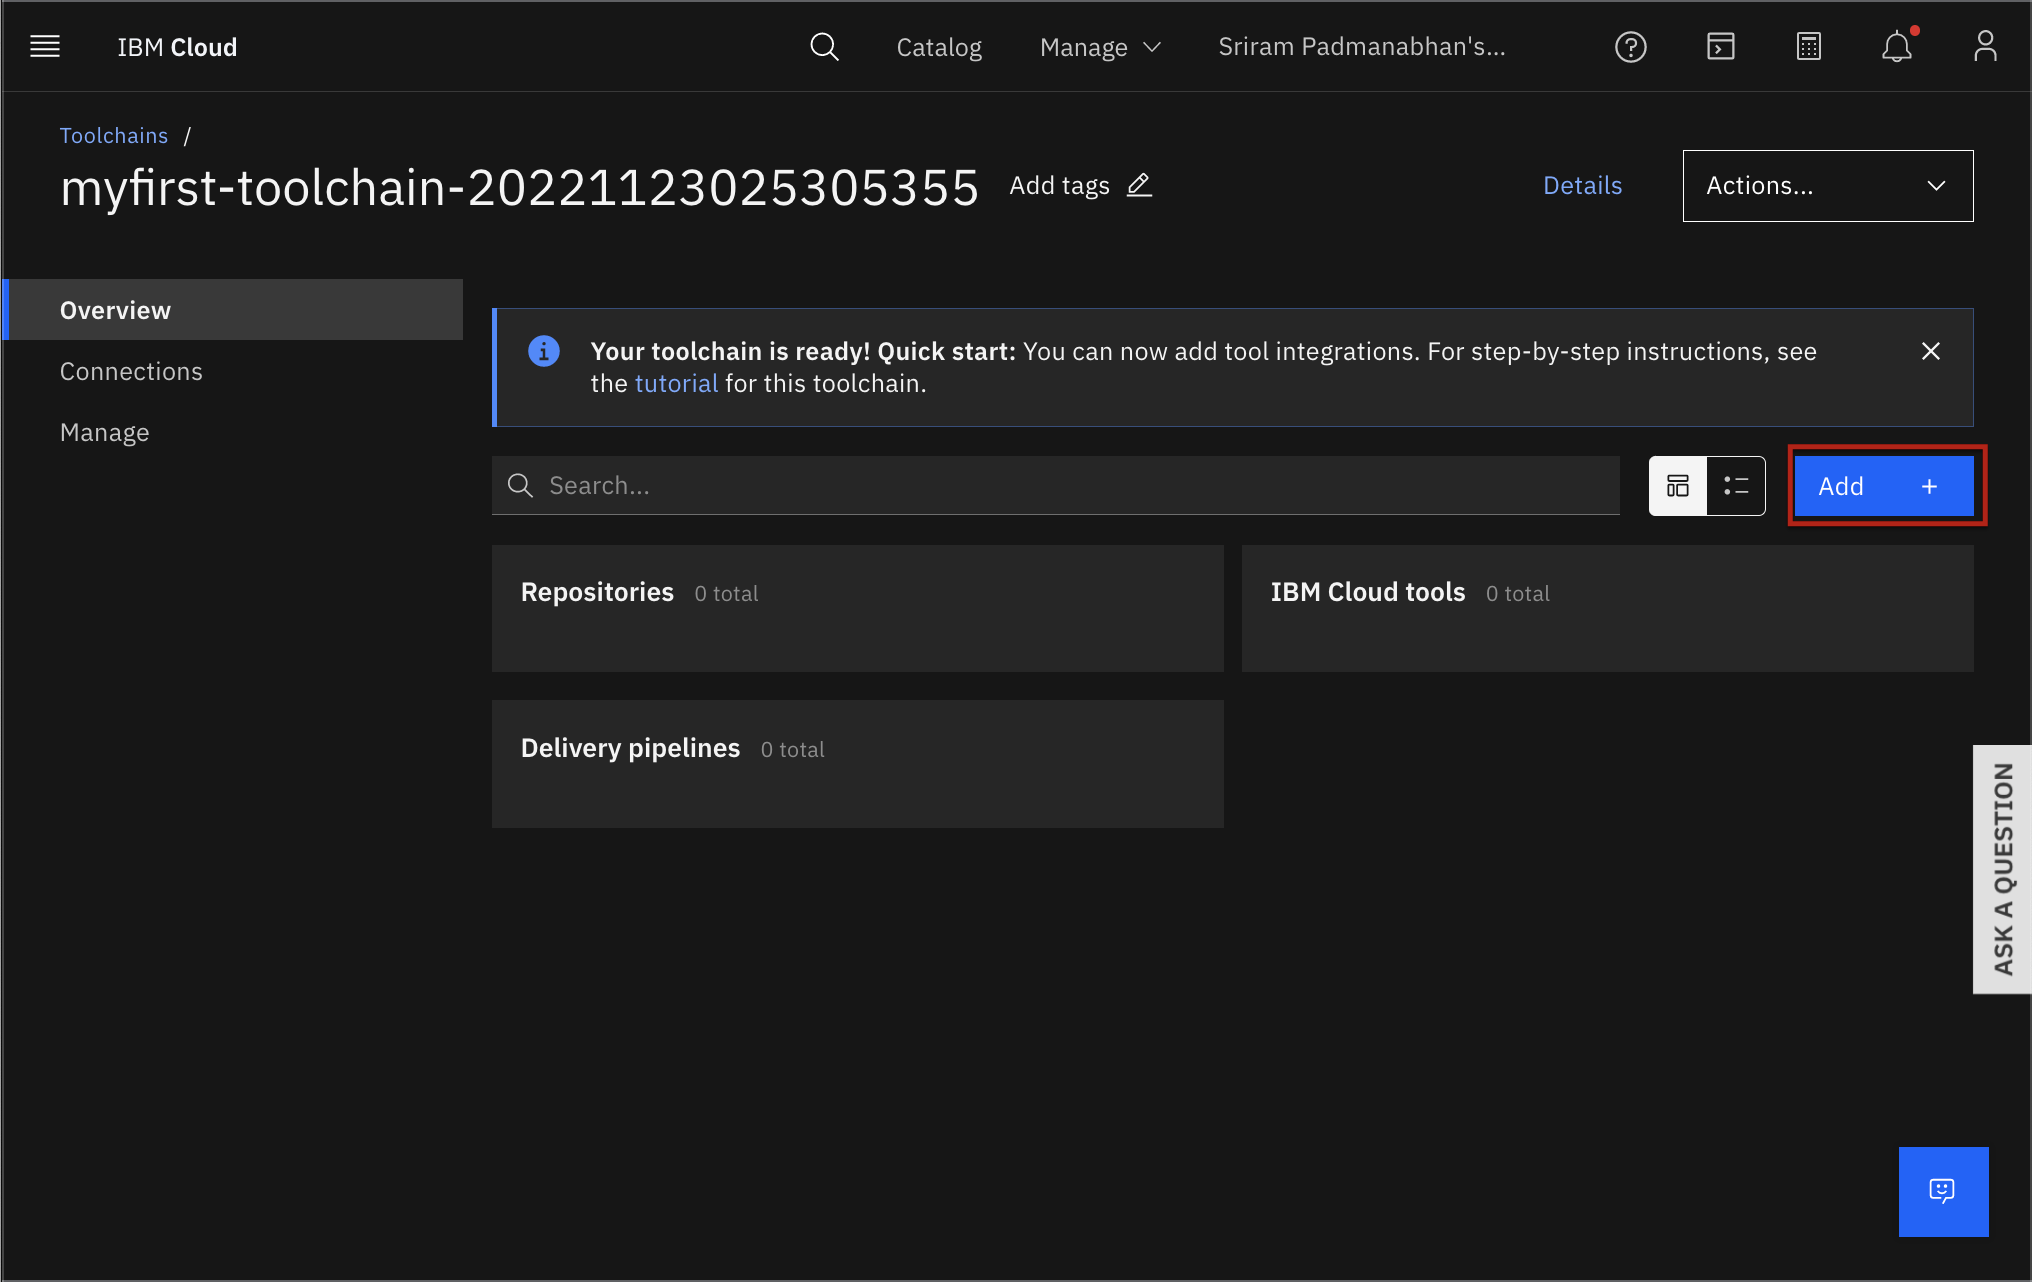 IBM Cloud
Catalog
Manage
Sriram Padmanabhan's...
Toolchains /
myfirst-toolchain-20221123025305355
Add tags
Details
Actions...
Overview
Connections
Manage
Your toolchain is ready! Quick start: You can now add tool integrations. For step-by-step instructions, see
the tutorial for this toolchain.
Search...
Add +
Repositories 0 total
IBM Cloud tools 0 total
Delivery pipelines 0 total
ASK A QUESTION